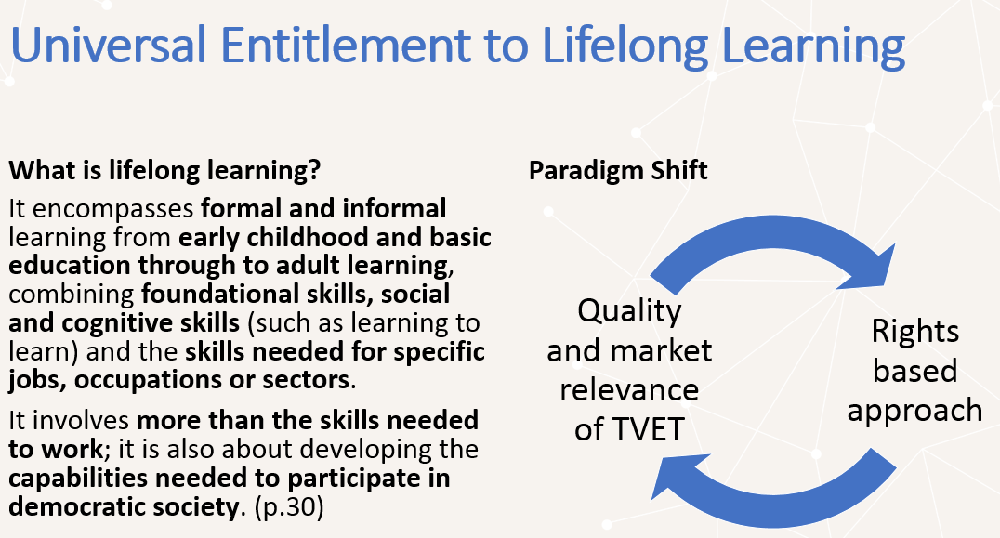 Universal Entitlement to Lifelong Learning
What is lifelong learning?
It encompasses formal and informal
learning from early childhood and basic
education through to adult learning,
combining foundational skills, social
and cognitive skills (such as learning to
learn) and the skills needed for specific
jobs, occupations or sectors.
It involves more than the skills needed
to work; it is also about developing the
capabilities needed to participate in
democratic society. (p.30)
Paradigm Shift
Quality
and market
relevance
of TVET
Rights
based
approach